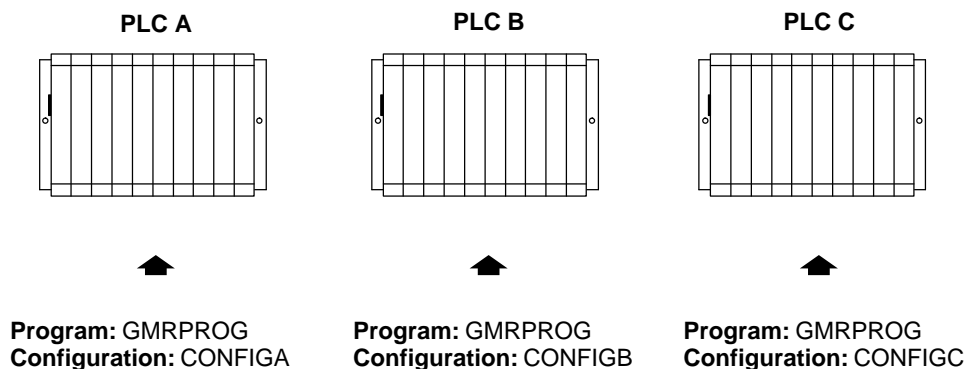 PLC A
PLC B
PLC C
Program: GMRPROG
Configuration: CONFIGA
Program: GMRPROG
Configuration: CONFIGB
Program: GMRPROG
Configuration: CONFIGC